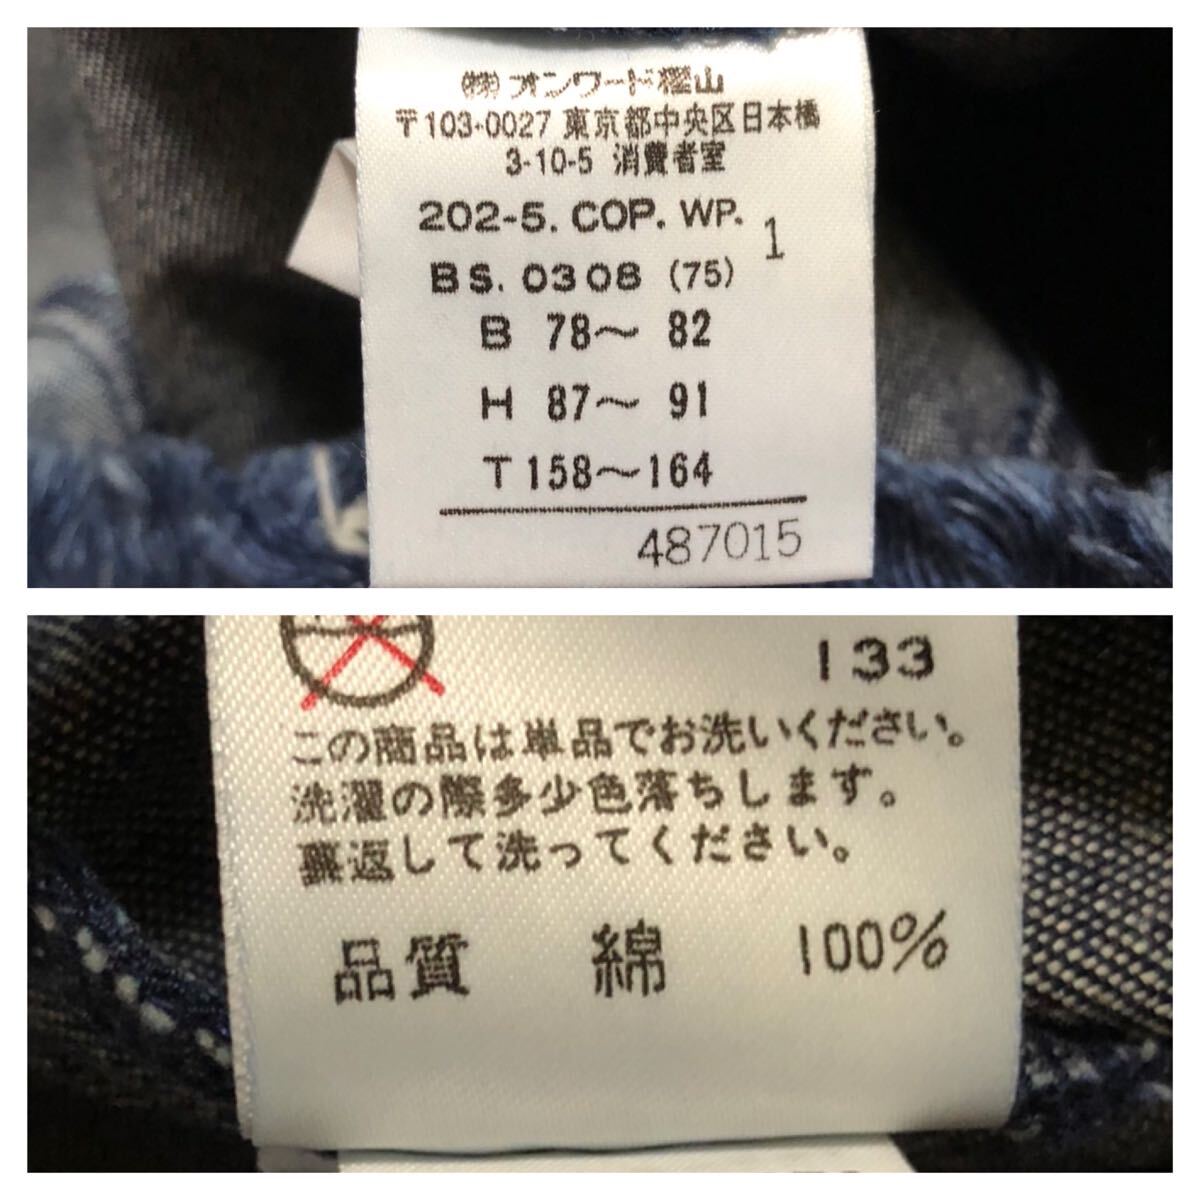 ㈱オンワード樫山
〒103-0027 東京都中央区日本橋
3-10-5 消費者室
202-5. COP. WP. 1
BS. 0308 (75)
B 78～ 82
H 87～ 91
T 158～164
487015
133
この商品は単品でお洗いください。
洗濯の際多少色落ちします。
裏返して洗ってください。
品質 綿 100%